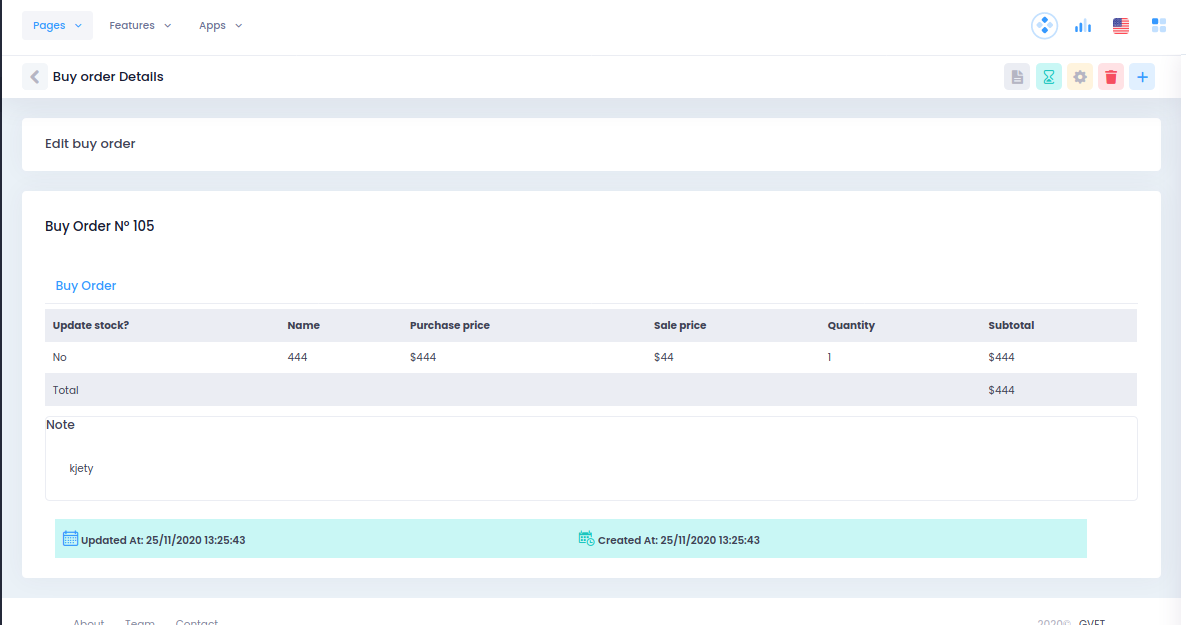 Pages Features Apps
Buy order Details
Edit buy order
Buy Order Nº 105
Buy Order
Update stock? Name Purchase price Sale price Quantity Subtotal
No 444 $444 $44 1 $444
Total $444
Note
kjety
Updated At: 25/11/2020 13:25:43 Created At: 25/11/2020 13:25:43
About Team Contact 2020© GVET